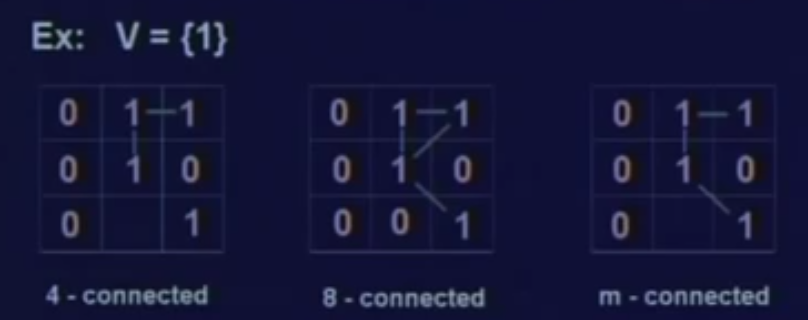 Ex: V = {1}
0 1 1 0 1 1 0 1 1
0 1 0 0 1 0 0 1 0
0 1 0 0 1 0 1
4 - connected 8 - connected m - connected